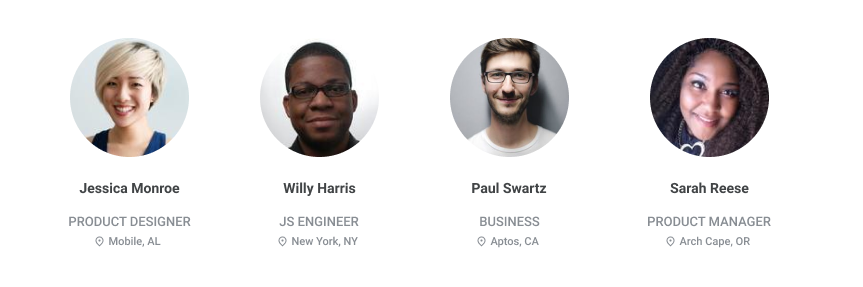 Jessica Monroe
PRODUCT DESIGNER
Mobile, AL
Willy Harris
JS ENGINEER
New York, NY
Paul Swartz
BUSINESS
Aptos, CA
Sarah Reese
PRODUCT MANAGER
Arch Cape, OR